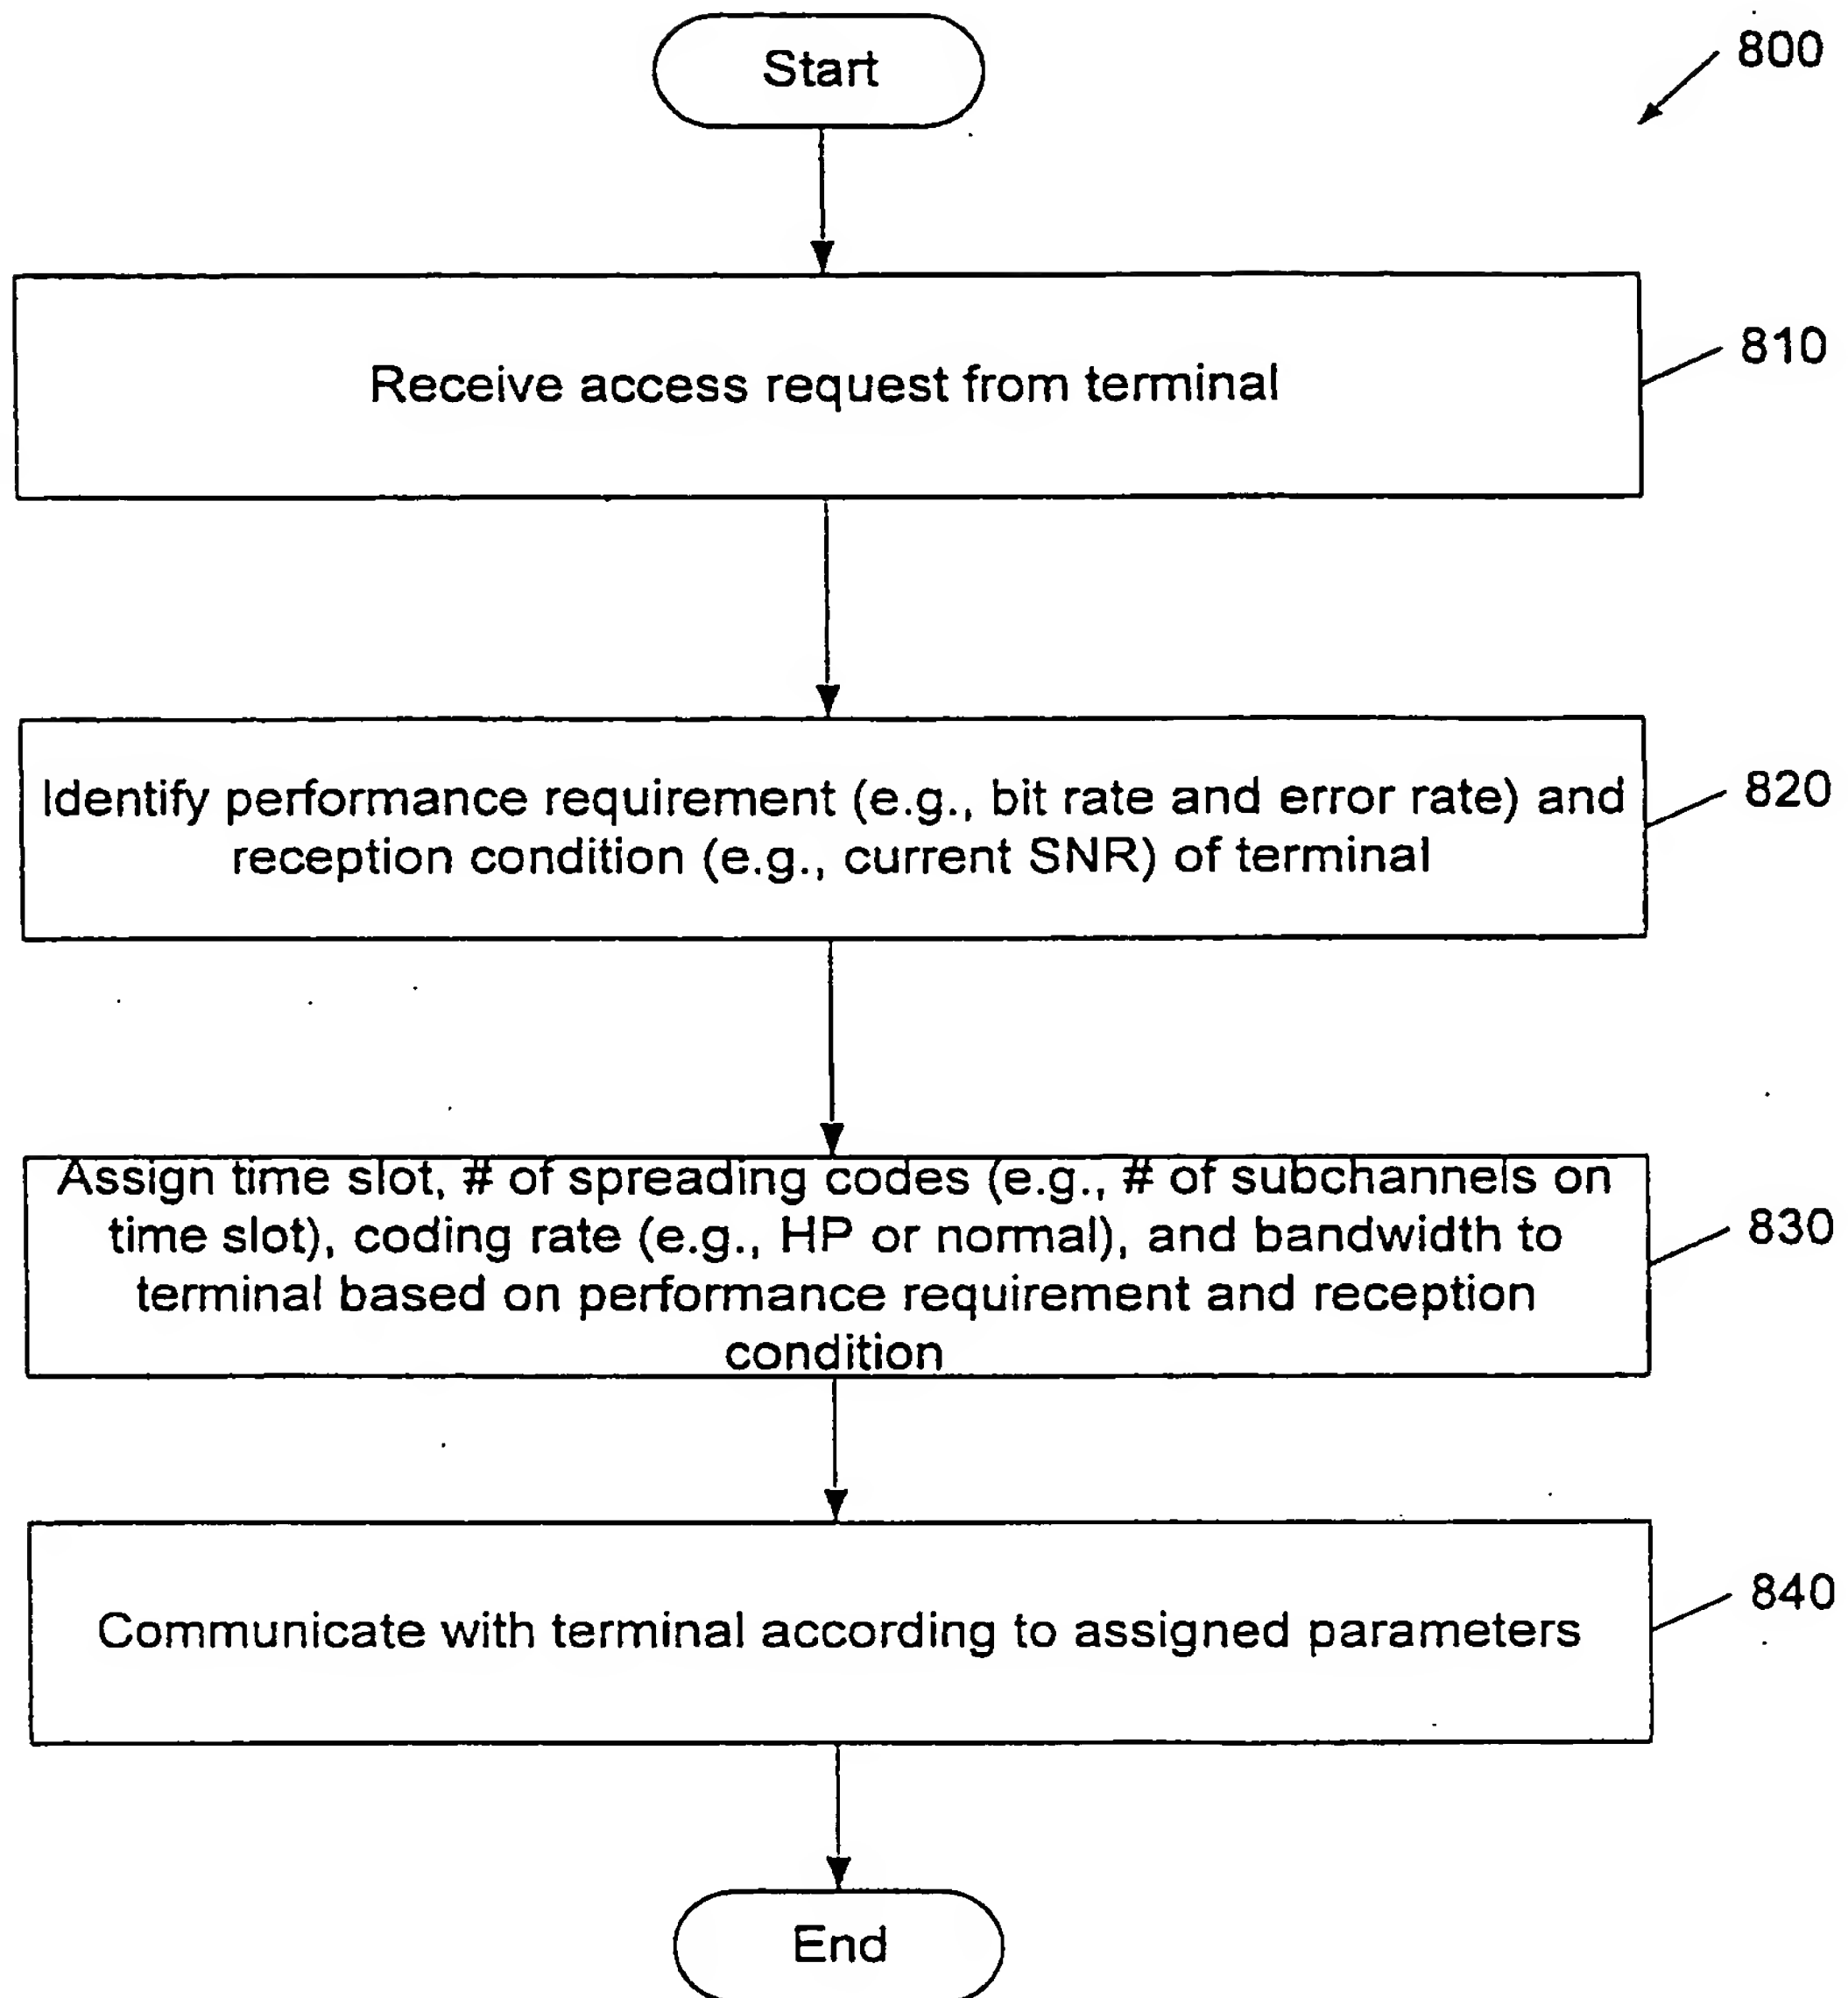 Start
800
Receive access request from terminal
810
Identify performance requirement (e.g., bit rate and error rate) and
reception condition (e.g., current SNR) of terminal
820
Assign time slot, # of spreading codes (e.g., # of subchannels on
time slot), coding rate (e.g., HP or normal), and bandwidth to
terminal based on performance requirement and reception
condition
830
Communicate with terminal according to assigned parameters
840
End